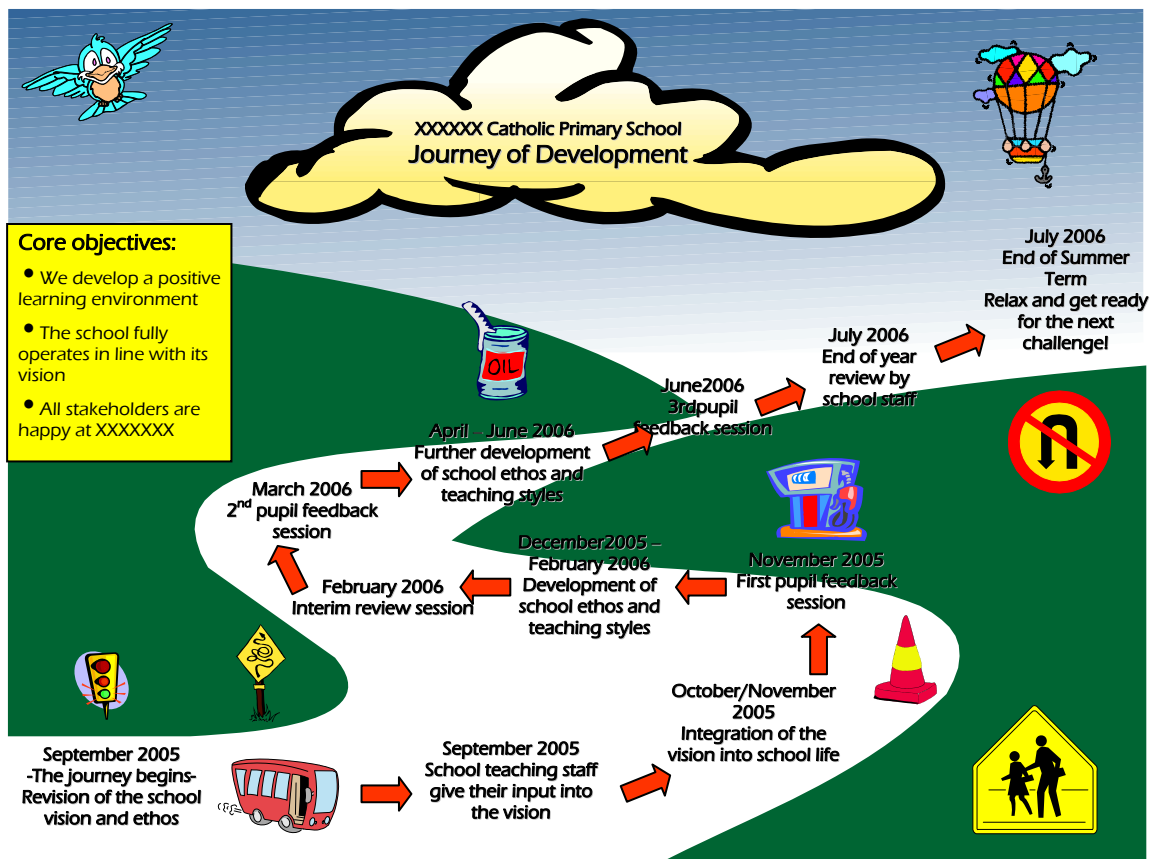 XXXXXX Catholic Primary School
Journey of Development
Core objectives:
• We develop a positive
learning environment
• The school fully
operates in line with its
vision
• All stakeholders are
happy at XXXXXXX
July 2006
End of Summer
Term
Relax and get ready
for the next
challenge!
July 2006
End of year
review by
school staff
June2006
3rdpupil
feedback session
OIL
April – June 2006
Further development
of school ethos and
teaching styles
March 2006
2nd pupil feedback
session
February 2006
Interim review session
December2005 –
February 2006
Development of
school ethos and
teaching styles
November 2005
First pupil feedback
session
October/November
2005
Integration of the
vision into school life
September 2005
School teaching staff
give their input into
the vision
September 2005
-The journey begins-
Revision of the school
vision and ethos